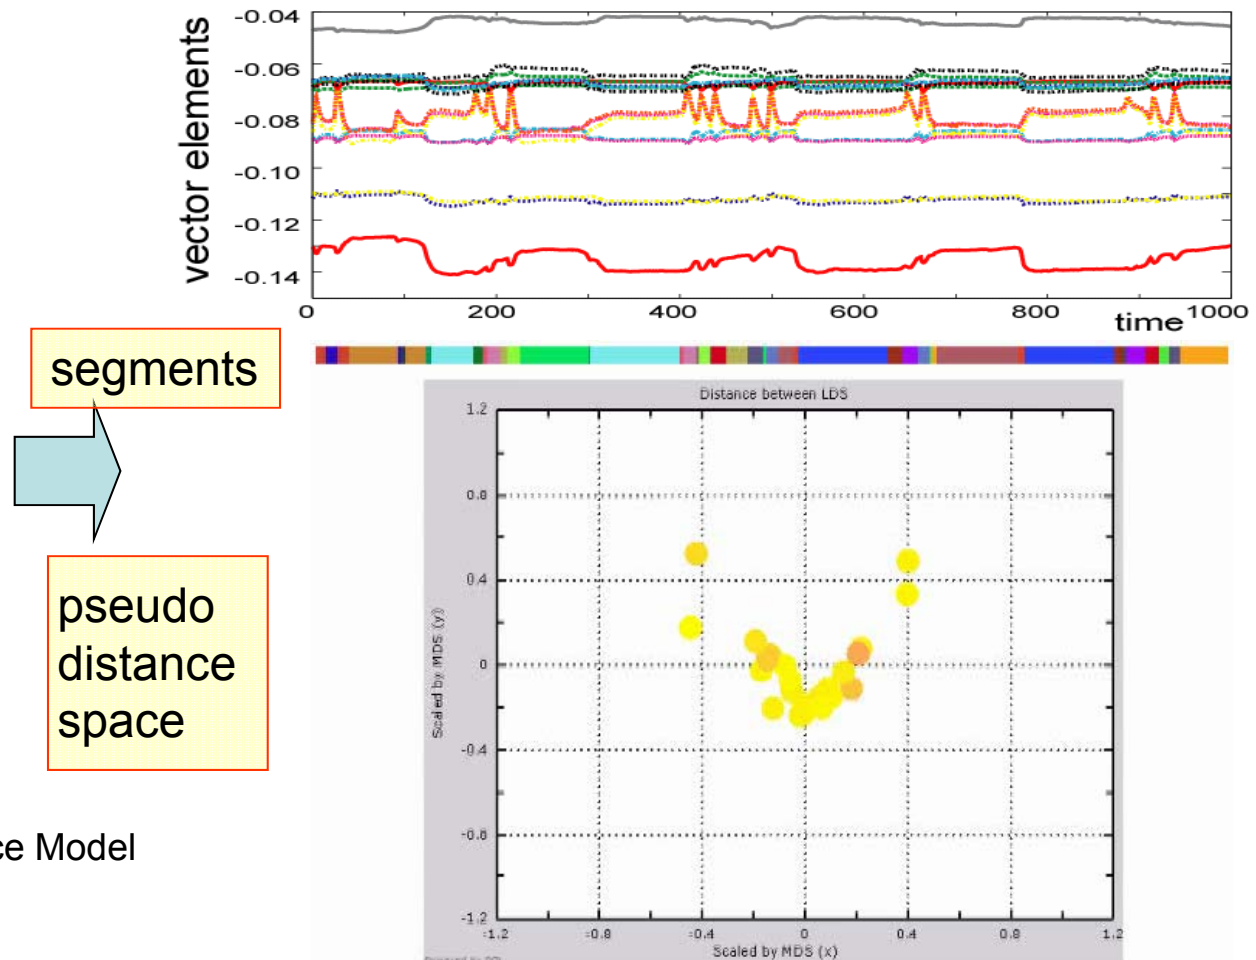 vector elements
-0.04
-0.06
-0.08
-0.10
-0.12
-0.14
0 200 400 600 800 1000
time
segments
pseudo
distance
space
ce Model
Distance between LDS
Scaled by MDS (y)
1.2
0.8
0.4
0
-0.4
-0.8
-1.2
-1.2 -0.8 -0.4 0 0.4 0.8 1.2
Scaled by MDS (x)